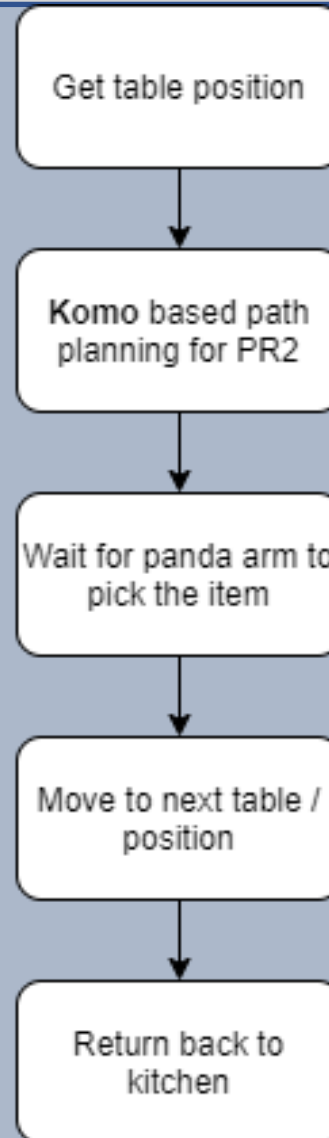 Get table position
Komo based path
planning for PR2
Wait for panda arm to
pick the item
Move to next table /
position
Return back to
kitchen